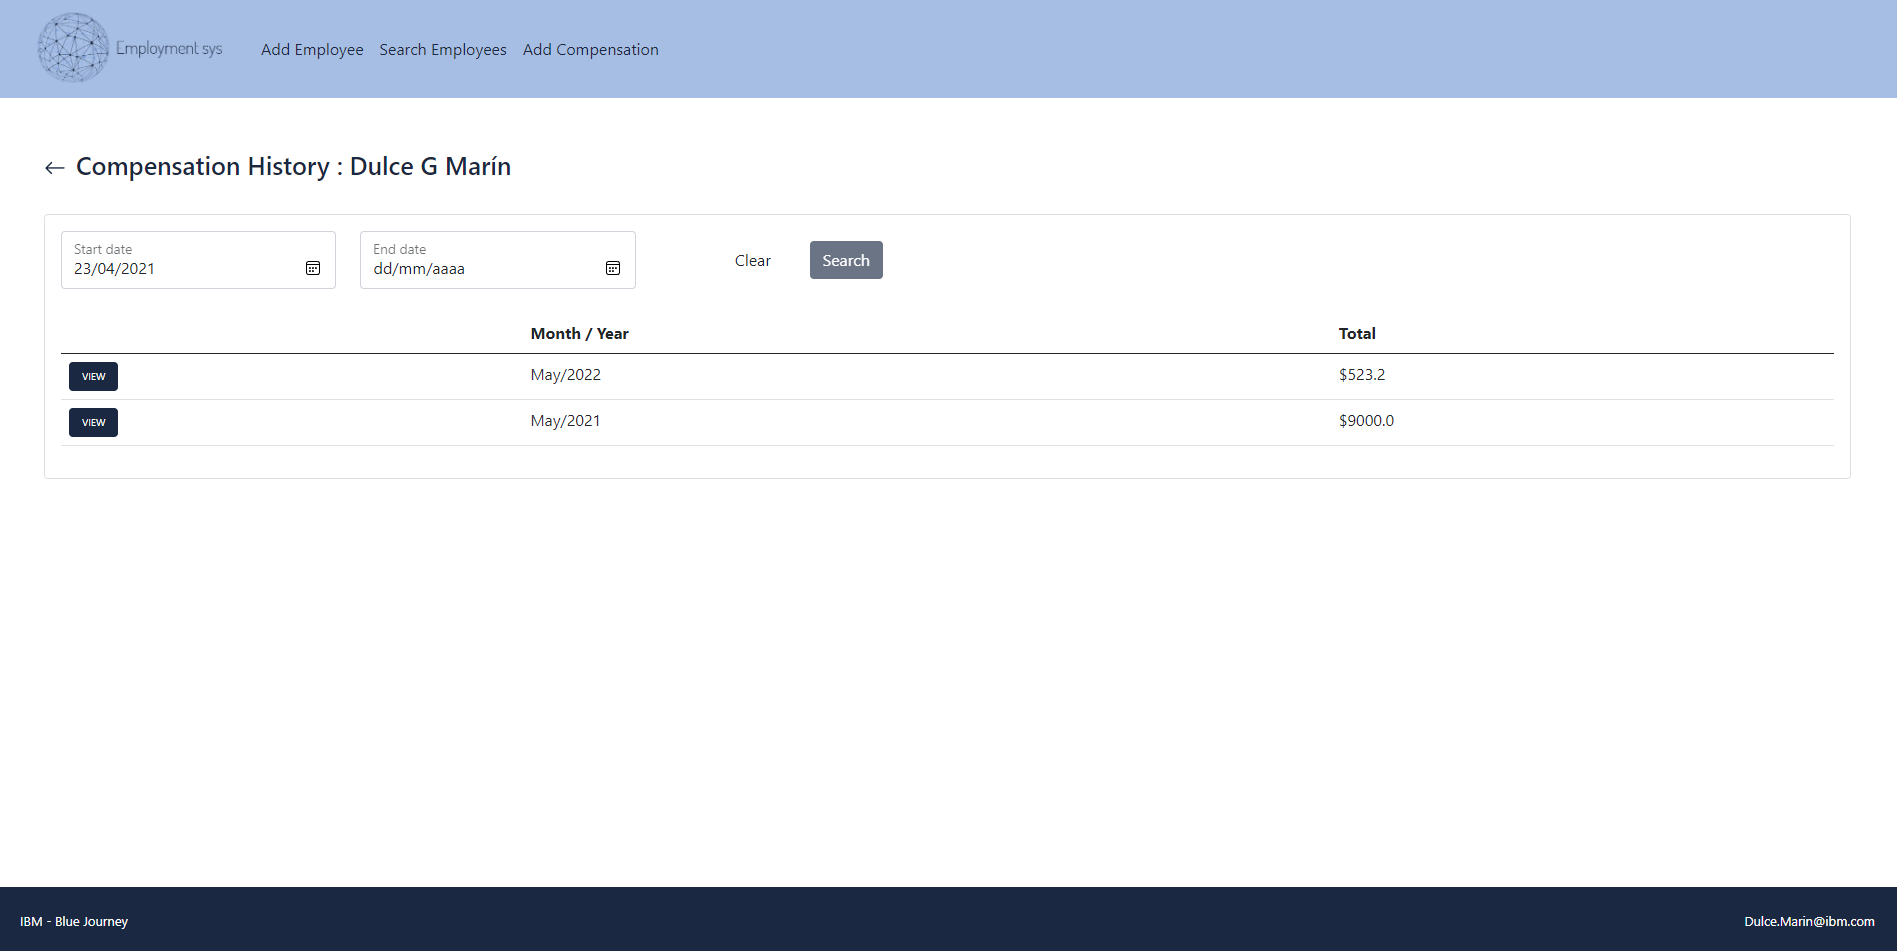 Employment sys
Add Employee Search Employees Add Compensation
Compensation History : Dulce G Marín
Start date
23/04/2021
End date
dd/mm/aaaa
Clear
Search
Month / Year Total
VIEW May/2022 $523.2
VIEW May/2021 $9000.0
IBM - Blue Journey
Dulce.Marin@ibm.com